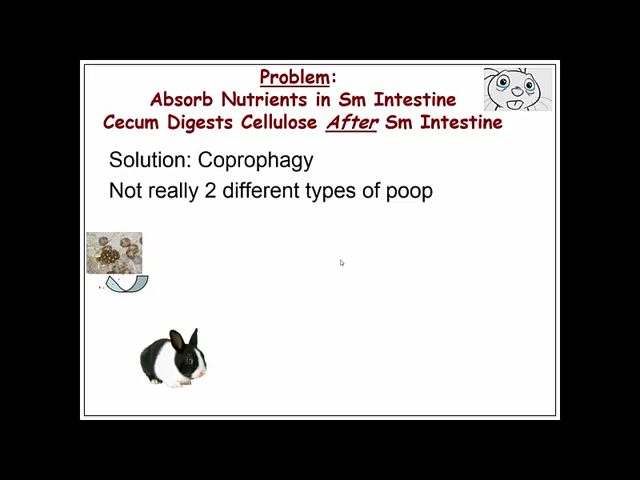 Problem:
Absorb Nutrients in Sm Intestine
Cecum Digests Cellulose After Sm Intestine
Solution: Coprophagy
Not really 2 different types of poop